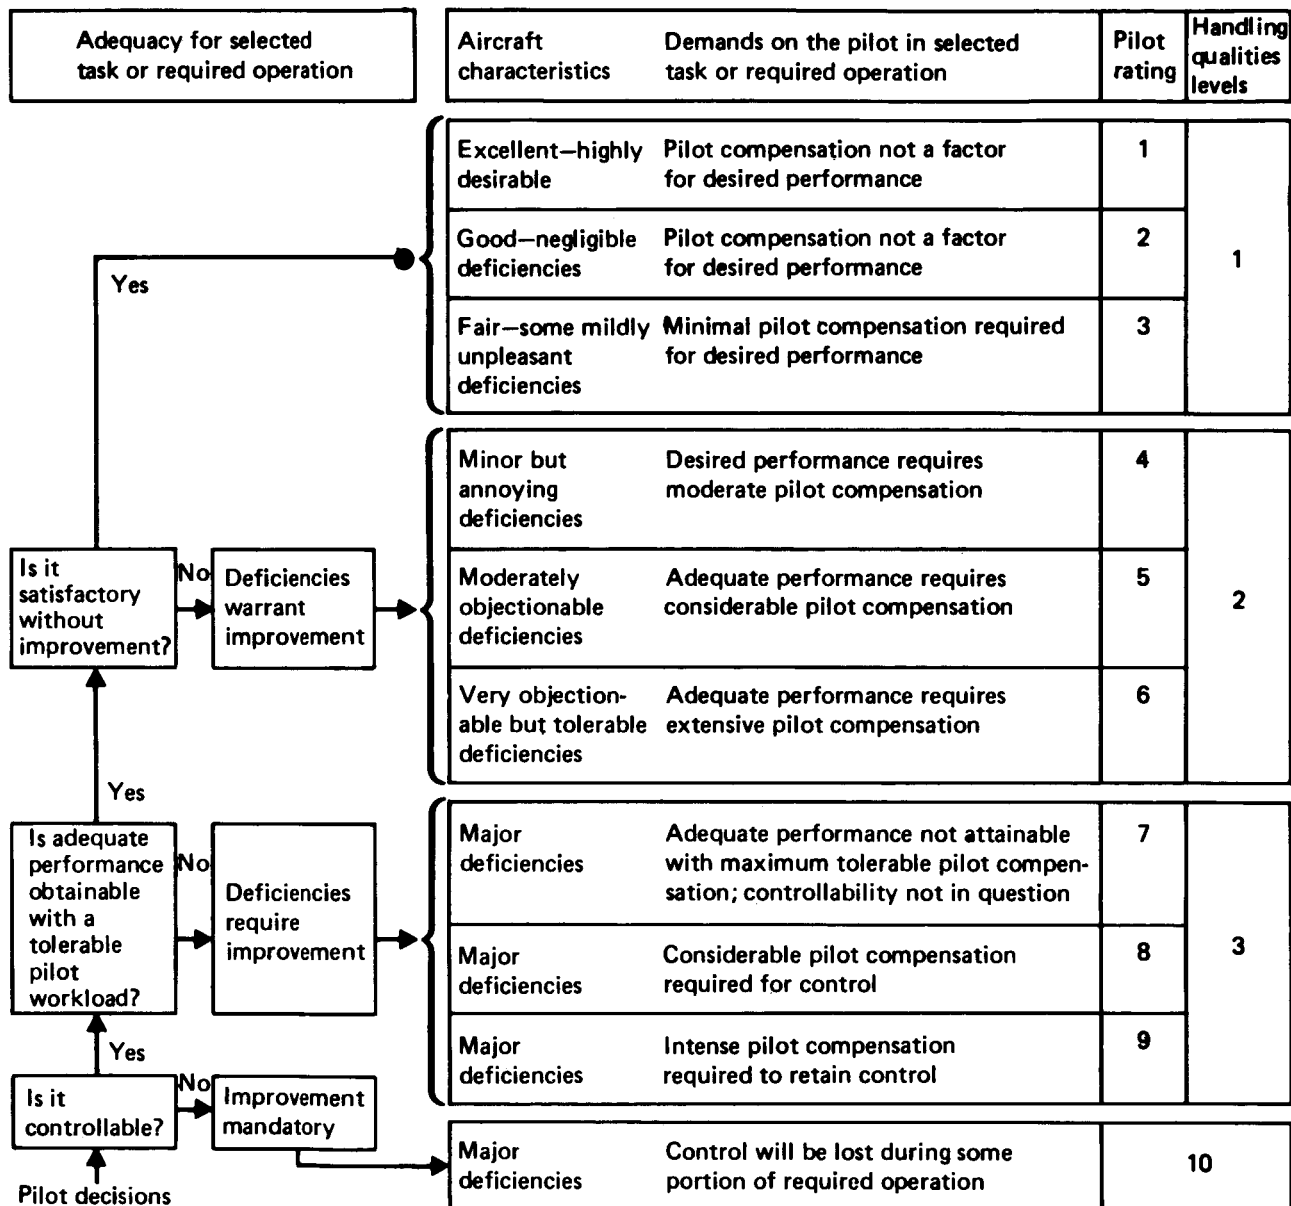 Adequacy for selected
task or required operation
Aircraft
characteristics
Demands on the pilot in selected
task or required operation
Pilot
rating
Handling
qualities
levels
Excellent—highly
desirable
Pilot compensation not a factor
for desired performance
1
Good—negligible
deficiencies
Pilot compensation not a factor
for desired performance
2
Fair—some mildly
unpleasant
deficiencies
Minimal pilot compensation required
for desired performance
3
1
Yes
Minor but
annoying
deficiencies
Desired performance requires
moderate pilot compensation
4
Is it
satisfactory
without
improvement?
No
Deficiencies
warrant
improvement
Moderately
objectionable
deficiencies
Adequate performance requires
considerable pilot compensation
5
2
Very objection-
able but tolerable
deficiencies
Adequate performance requires
extensive pilot compensation
6
Yes
Is adequate
performance
obtainable
with a
tolerable
pilot
workload?
No
Deficiencies
require
improvement
Major
deficiencies
Adequate performance not attainable
with maximum tolerable pilot compen-
sation; controllability not in question
7
Major
deficiencies
Considerable pilot compensation
required for control
8
3
Major
deficiencies
Intense pilot compensation
required to retain control
9
Yes
Is it
controllable?
No
Improvement
mandatory
Major
deficiencies
Control will be lost during some
portion of required operation
10
Pilot decisions